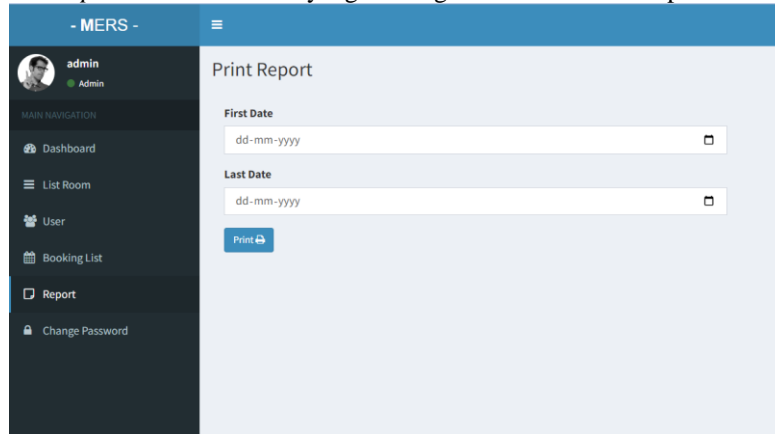 - MERS -
admin
Admin
Print Report
MAIN NAVIGATION
First Date
dd-mm-yyyy
Dashboard
Last Date
List Room
dd-mm-yyyy
User
Print
Booking List
Report
Change Password